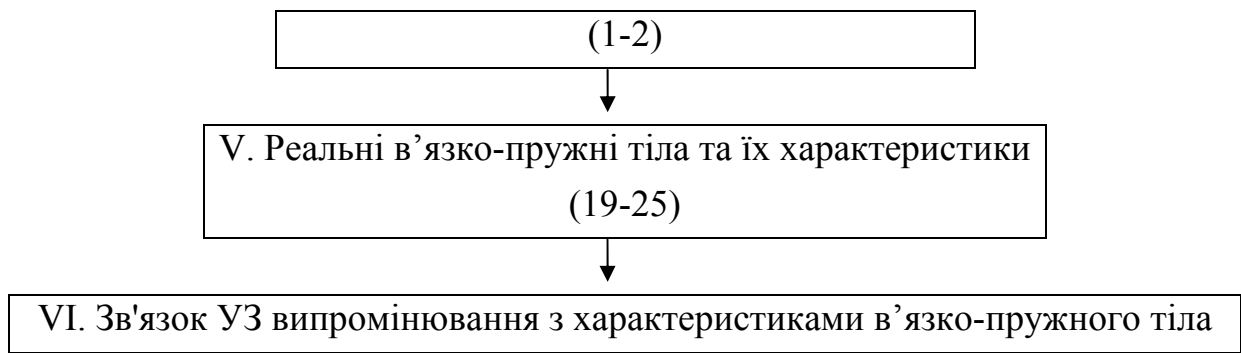 (1-2)
V. Реальні в’язко-пружні тіла та їх характеристики
(19-25)
VI. Зв'язок УЗ випромінювання з характеристиками в’язко-пружного тіла